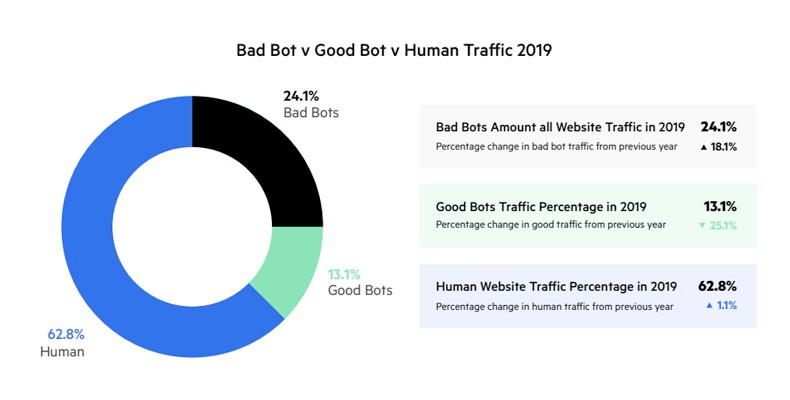 Bad Bot v Good Bot v Human Traffic 2019
24.1%
Bad Bots
13.1%
Good Bots
62.8%
Human
Bad Bots Amount all Website Traffic in 2019 24.1%
Percentage change in bad bot traffic from previous year ▲ 18.1%
Good Bots Traffic Percentage in 2019 13.1%
Percentage change in good traffic from previous year ▼ 25.1%
Human Website Traffic Percentage in 2019 62.8%
Percentage change in human traffic from previous year ▲ 1.1%